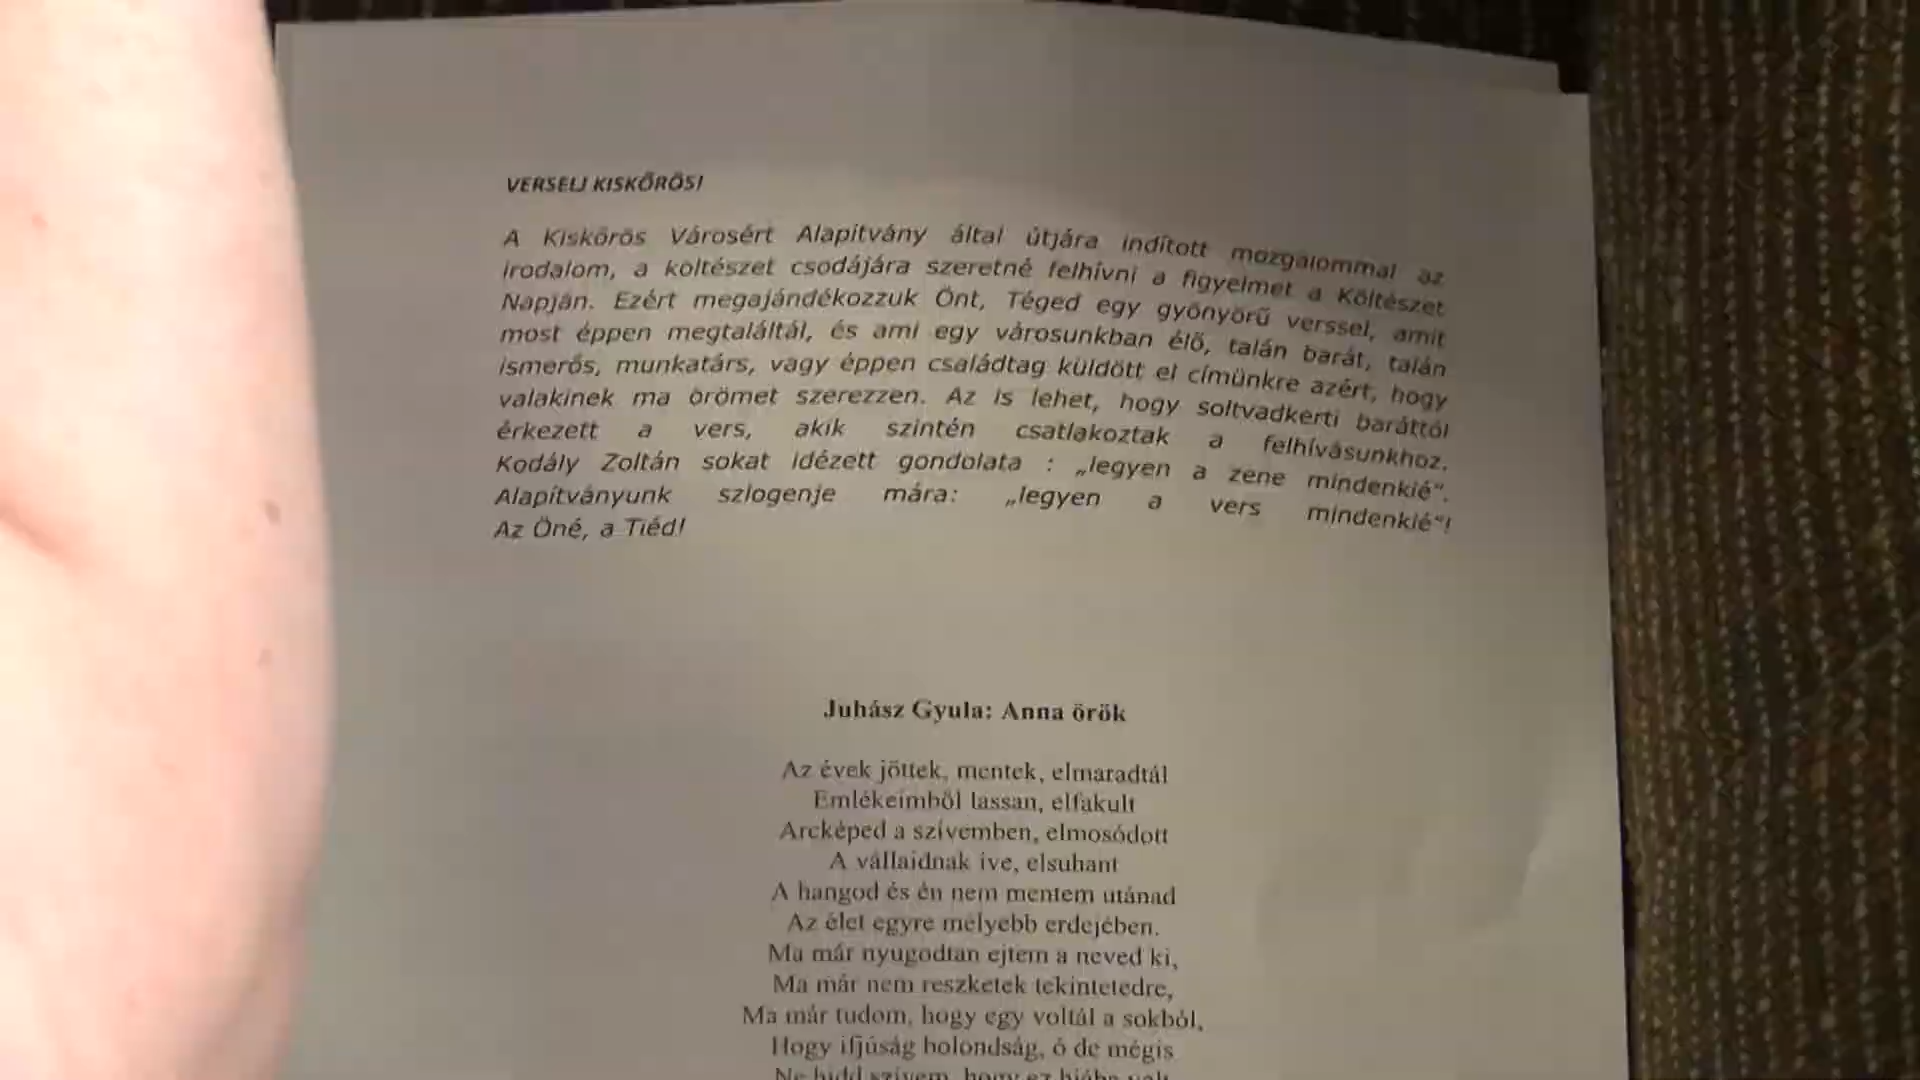 VERSELJ KISKŐRÖS!
A Kiskőrös Városért Alapítvány által útjára indított mozgalommal az
irodalom, a költészet csodájára szeretné felhívni a figyelmet a Költészet
Napján. Ezért megajándékozzuk Önt, Téged egy gyönyörű verssel, amit
most éppen megtaláltál, és ami egy városunkban élő, talán barát, talán
ismerős, munkatárs, vagy éppen családtag küldött el címünkre azért, hogy
valakinek ma örömet szerezzen. Az is lehet, hogy soltvadkerti baráttól
érkezett a vers, akik szintén csatlakoztak a felhívásunkhoz.
Kodály Zoltán sokat idézett gondolata : „legyen a zene mindenkié".
Alapítványunk szlogenje mára: „legyen a vers mindenkié"!
Az Öné, a Tiéd!
Juhász Gyula: Anna örök
Az évek jöttek, mentek, elmaradtál
Emlékeimből lassan, elfakult
Arcképed a szívemben, elmosódott
A vállaidnak íve, elsuhant
A hangod és én nem mentem utánad
Az élet egyre mélyebb erdejében.
Ma már nyugodtan ejtem a neved ki,
Ma már nem reszketek tekintetedre,
Ma már tudom, hogy egy voltál a sokból,
Hogy ifjúság bolondság, ó de mégis
Ne hidd szívem, hogy ez hiába volt